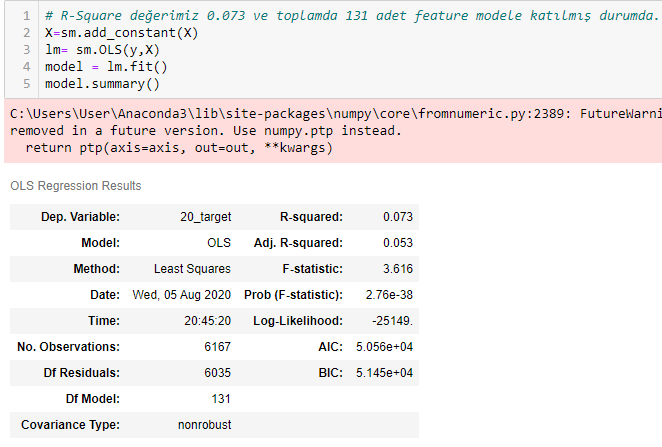 1 # R-Square değerimiz 0.073 ve toplamda 131 adet feature modele katılmış durumda.
2 X=sm.add_constant(X)
3 lm= sm.OLS(y,X)
4 model = lm.fit()
5 model.summary()
C:\Users\User\Anaconda3\lib\site-packages\numpy\core\fromnumeric.py:2389: FutureWarni
removed in a future version. Use numpy.ptp instead.
return ptp(axis=axis, out=out, **kwargs)
OLS Regression Results
Dep. Variable: 20_target R-squared: 0.073
Model: OLS Adj. R-squared: 0.053
Method: Least Squares F-statistic: 3.616
Date: Wed, 05 Aug 2020 Prob (F-statistic): 2.76e-38
Time: 20:45:20 Log-Likelihood: -25149.
No. Observations: 6167 AIC: 5.056e+04
Df Residuals: 6035 BIC: 5.145e+04
Df Model: 131
Covariance Type: nonrobust